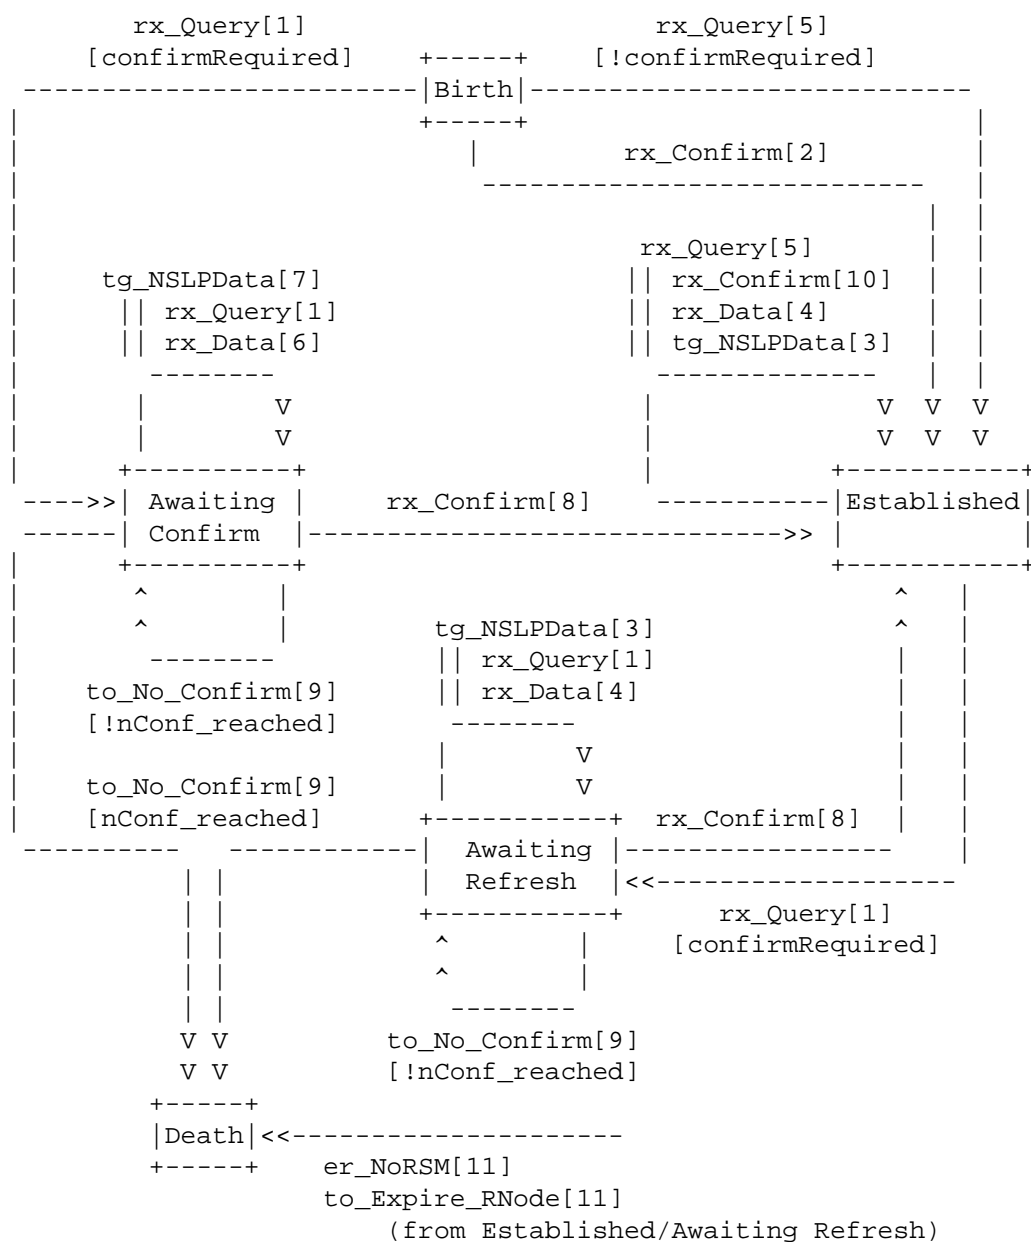 rx_Query[1] rx_Query[5]
[confirmRequired] [!confirmRequired]
Birth
rx_Confirm[2]
rx_Query[5]
tg_NSLPData[7] || rx_Confirm[10]
|| rx_Query[1] || rx_Data[4]
|| rx_Data[6] || tg_NSLPData[3]
Awaiting rx_Confirm[8] Established
Confirm
tg_NSLPData[3]
|| rx_Query[1]
to_No_Confirm[9] || rx_Data[4]
[!nConf_reached]
to_No_Confirm[9]
[nConf_reached] rx_Confirm[8]
Awaiting
Refresh
rx_Query[1]
[confirmRequired]
to_No_Confirm[9]
[!nConf_reached]
Death
er_NoRSM[11]
to_Expire_RNode[11]
(from Established/Awaiting Refresh)